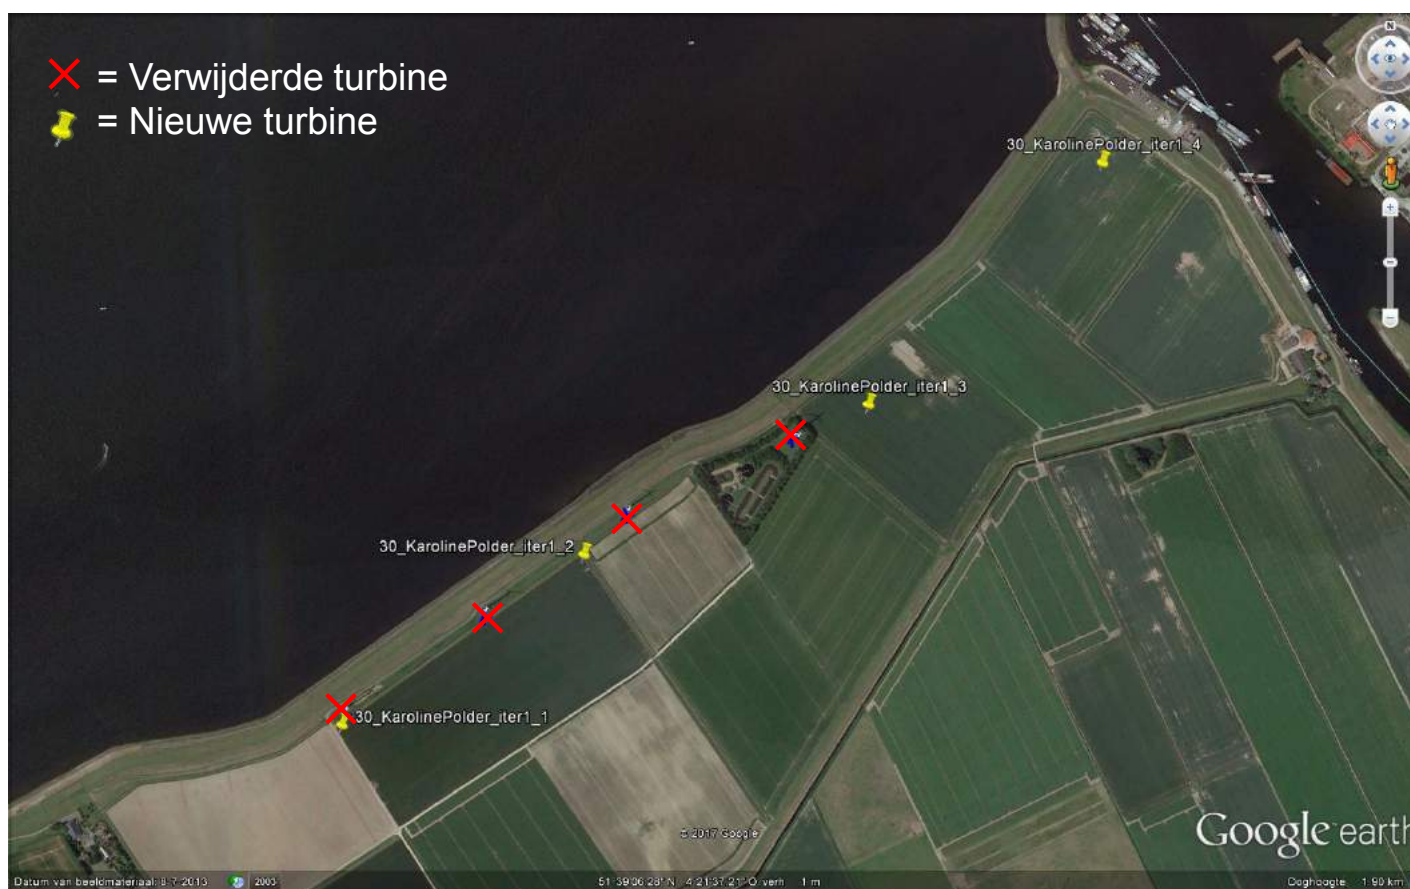 = Verwijderde turbine
= Nieuwe turbine
N
30_KarolinePolder_iter1_4
30_KarolinePolder_iter1_3
30_KarolinePolder_iter1_2
30_KarolinePolder_iter1_1
© 2017 Google
Google earth
Datum van beeldmateriaal: 8-7-2013 2003 51°39'06.28" N 4°21'37.21" O verh 1 m Ooghoogte 1.90 km